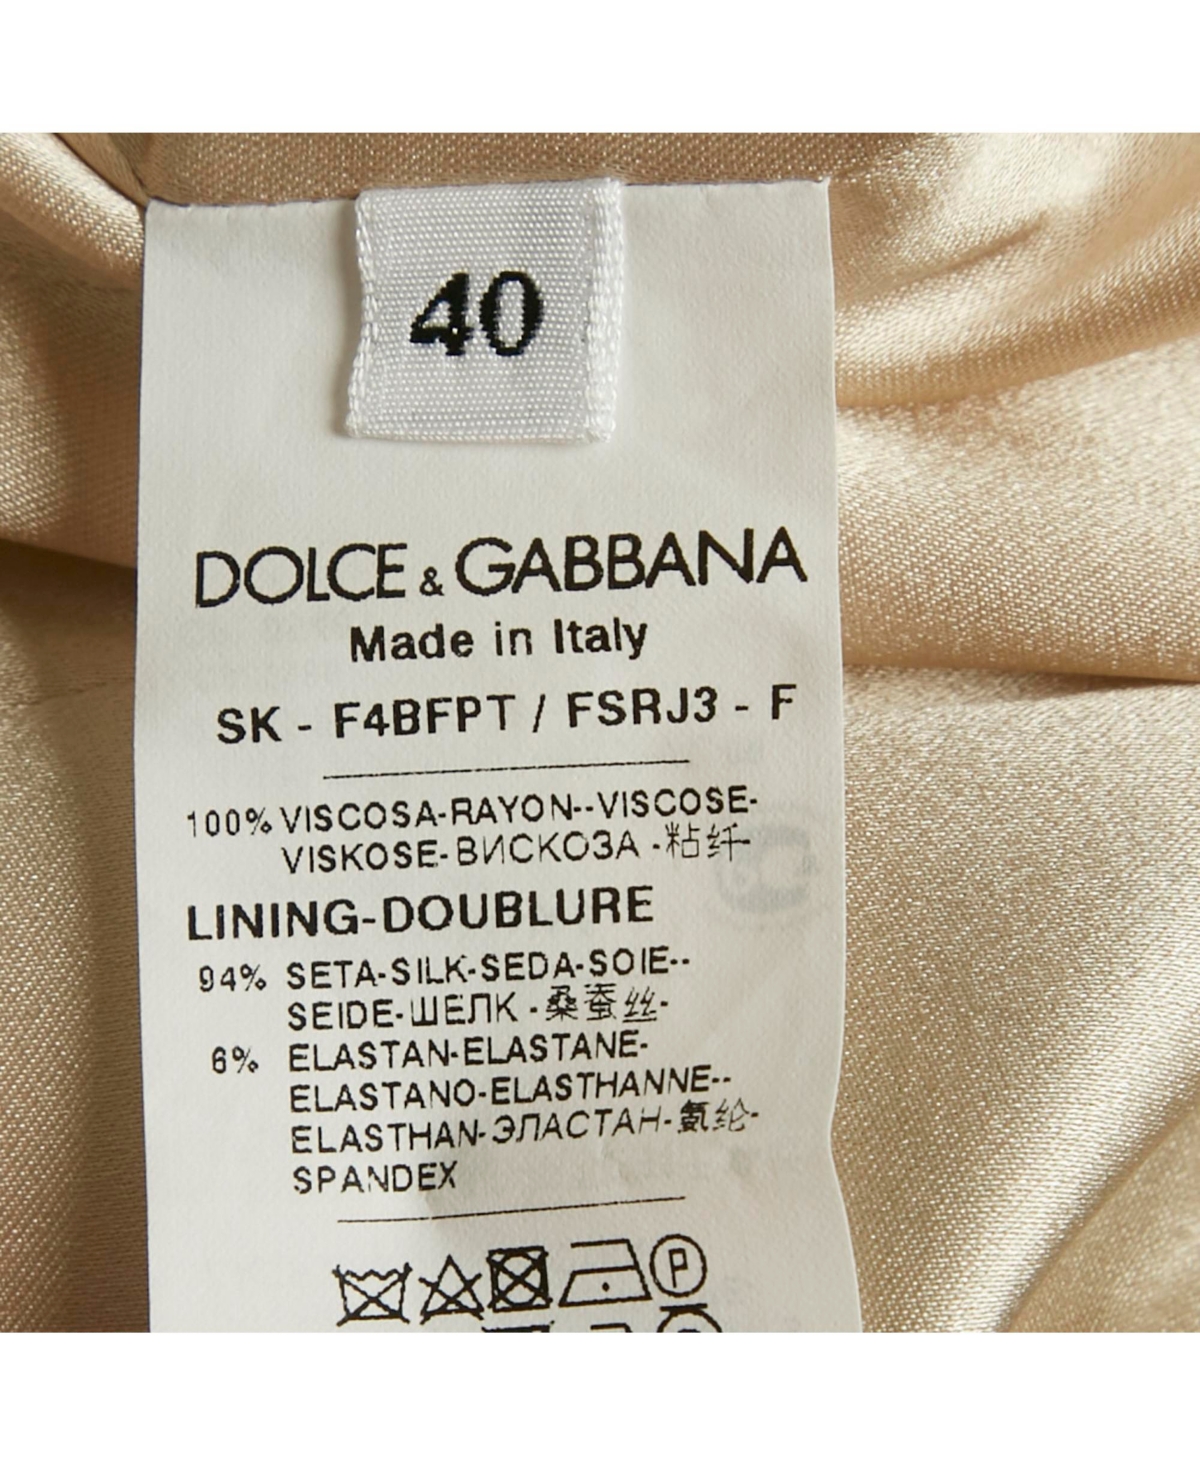 40
DOLCE & GABBANA
Made in Italy
SK - F4BFPT / FSRJ3 - F
100% VISCOSA-RAYON--VISCOSE-
VISKOSE-ВИСКОЗА -粘纤-
LINING-DOUBLURE
94% SETA-SILK-SEDA-SOIE--
SEIDE-ШЕЛК -桑蚕丝-
6% ELASTAN-ELASTANE-
ELASTANO-ELASTHANNE--
ELASTHAN-ЭЛАСТАН-氨纶-
SPANDEX
P